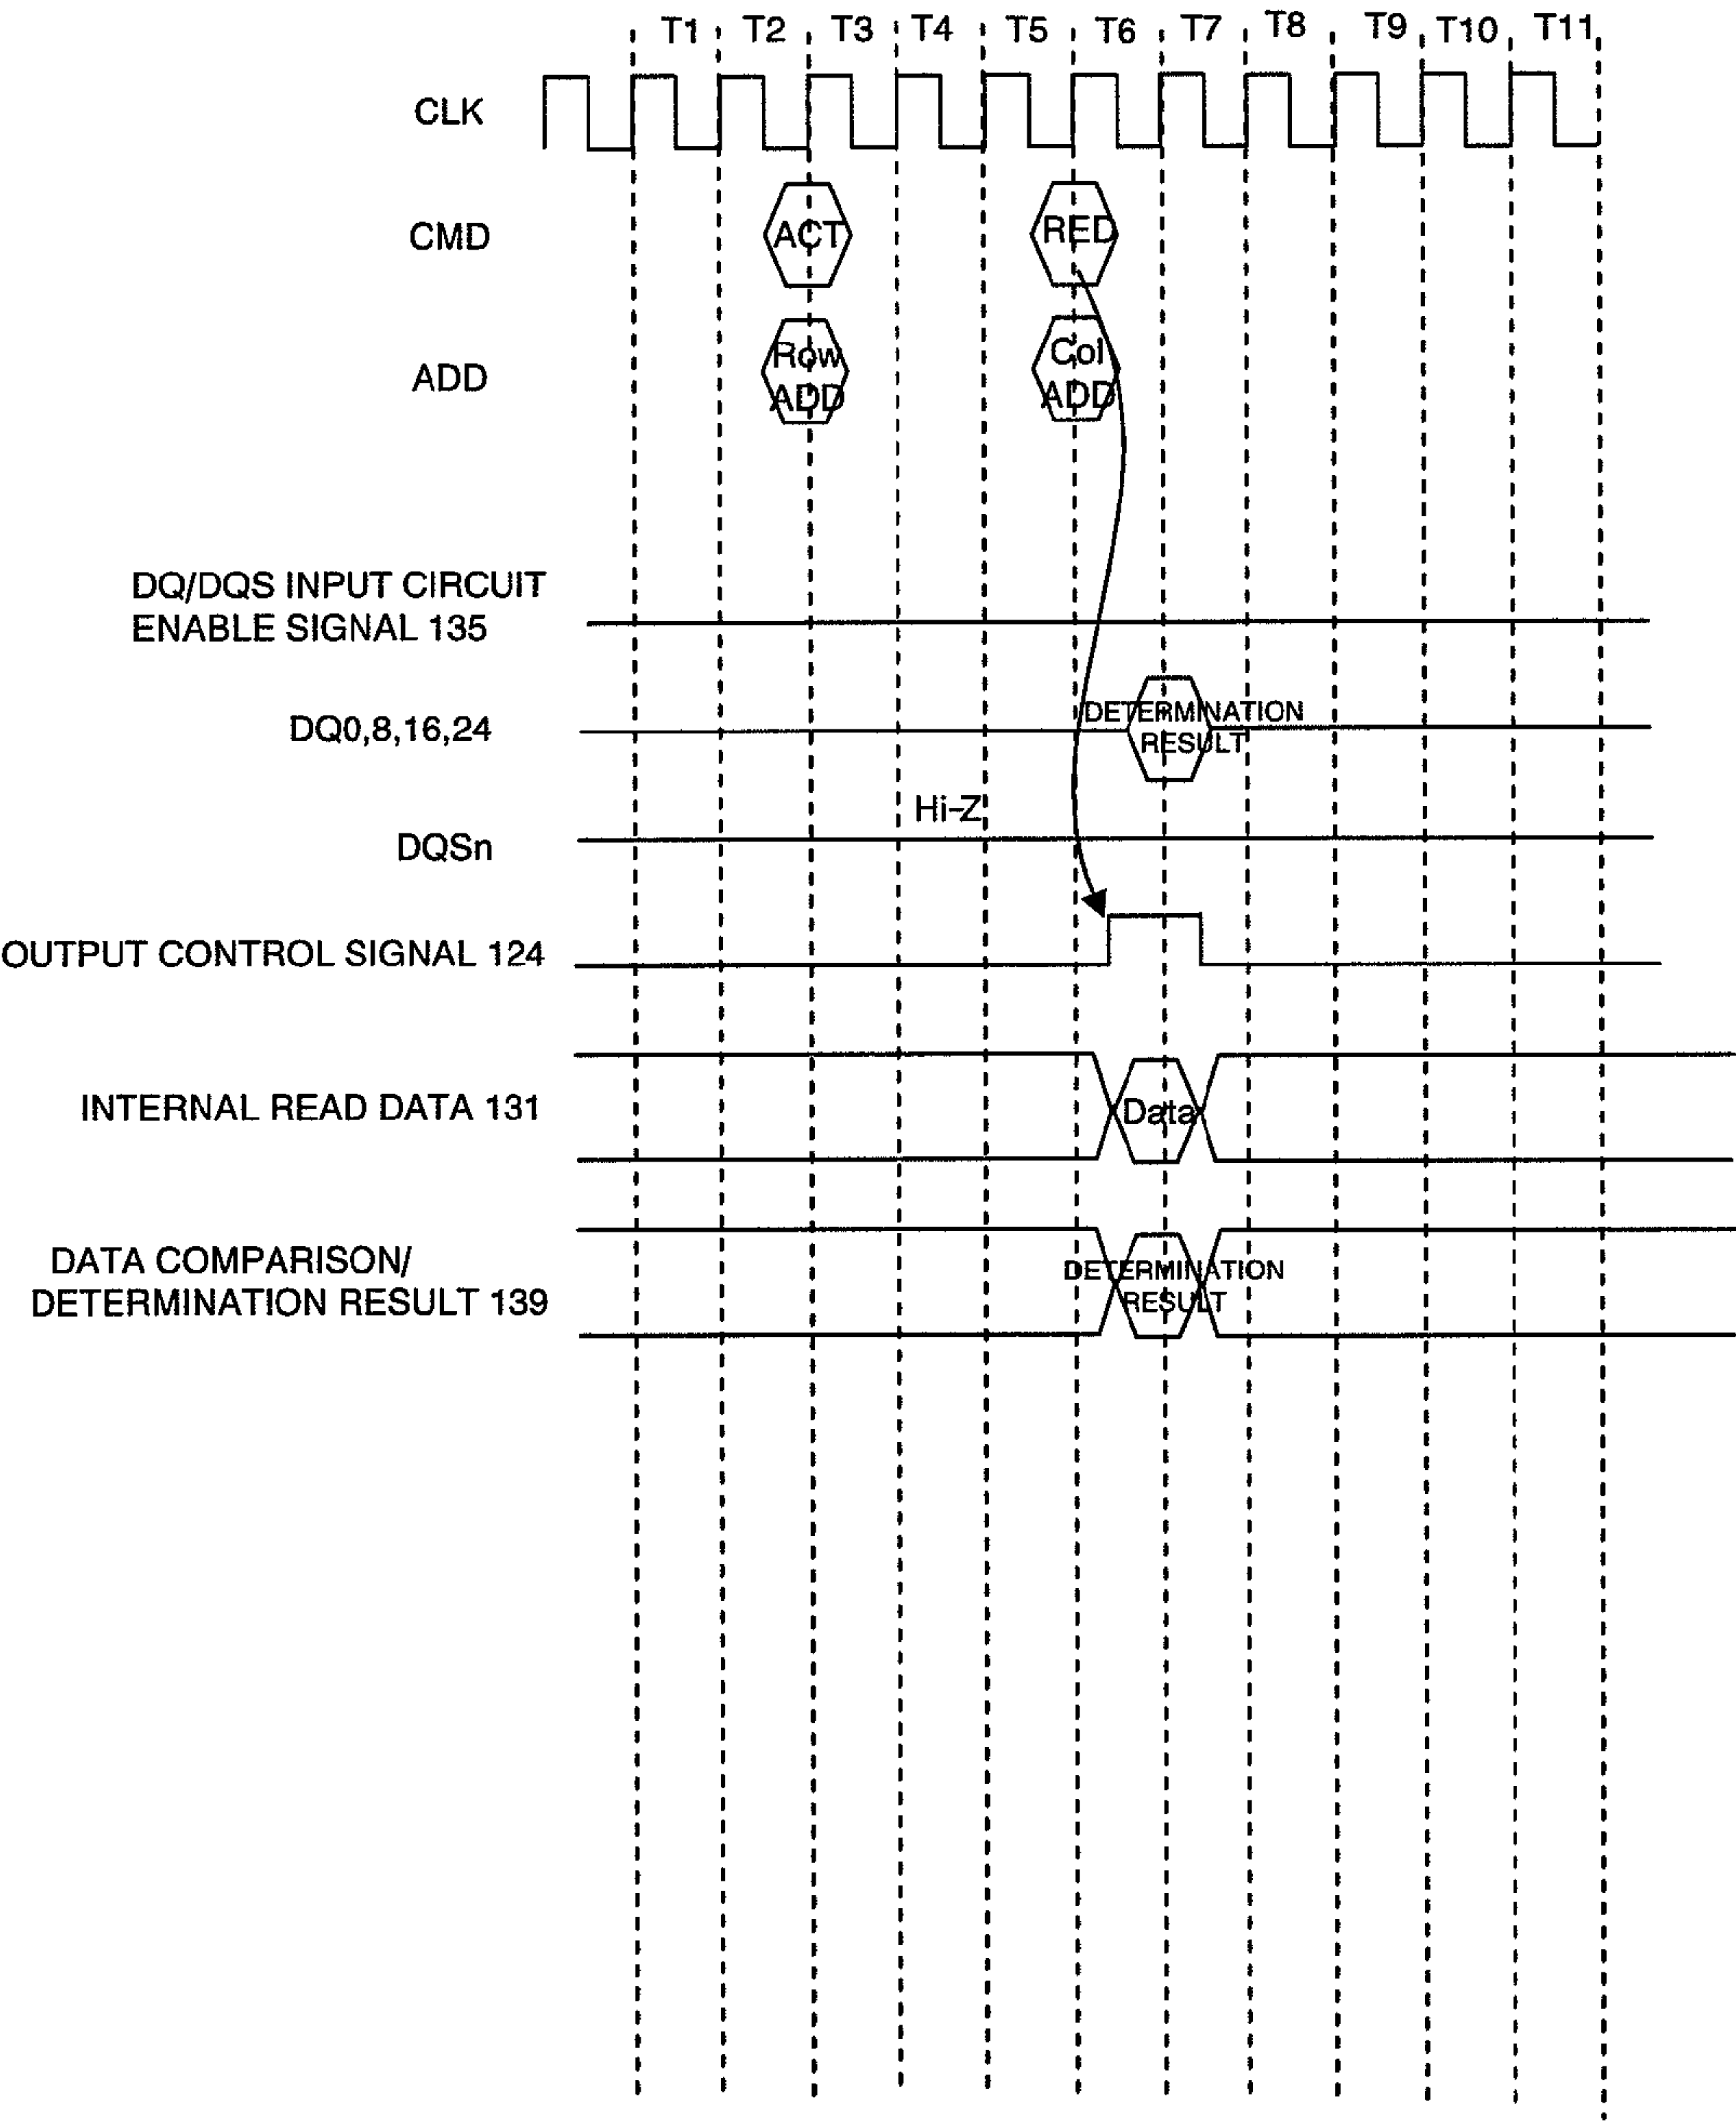 T1 T2 T3 T4 T5 T6 T7 T8 T9 T10 T11
CLK
CMD
ACT
RED
ADD
Row
ADD
Col
ADD
DQ/DQS INPUT CIRCUIT
ENABLE SIGNAL 135
DQ0,8,16,24
DETERMINATION
RESULT
Hi-Z
DQSn
OUTPUT CONTROL SIGNAL 124
INTERNAL READ DATA 131
Data
DATA COMPARISON/
DETERMINATION RESULT 139
DETERMINATION
RESULT